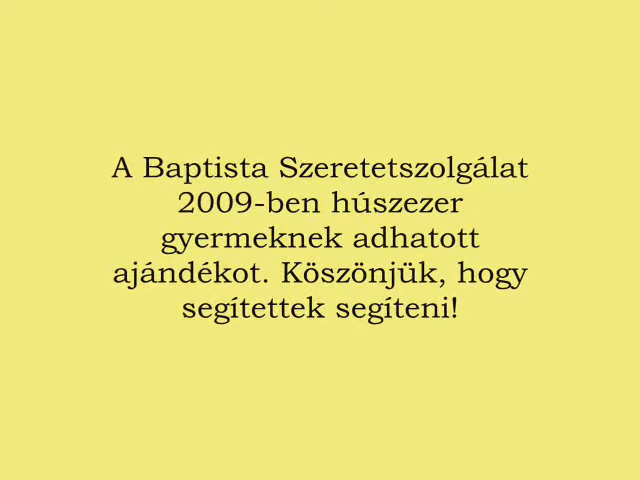 A Baptista Szeretetszolgálat
2009-ben húszezer
gyermeknek adhatott
ajándékot. Köszönjük, hogy
segítettek segíteni!